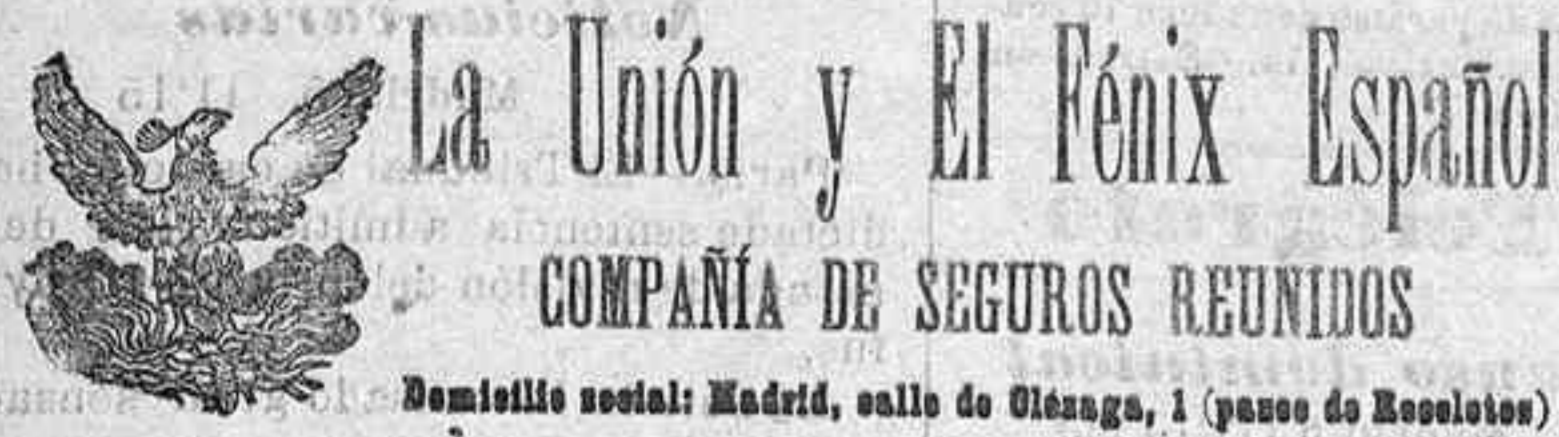 La Unión y El Fénix Español
COMPAÑÍA DE SEGUROS REUNIDOS
Domicilio social: Madrid, calle de Olózaga, 1 (paseo de Recoletos)